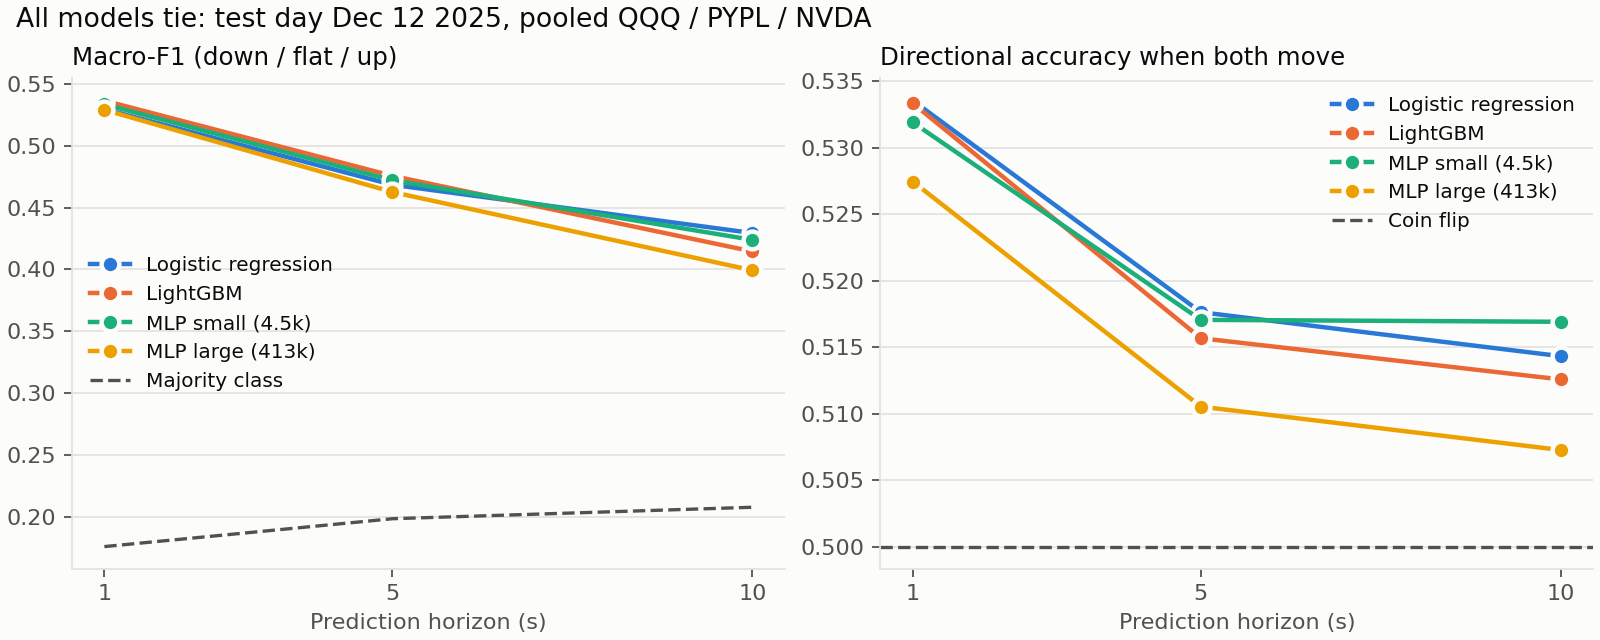 All models tie: test day Dec 12 2025, pooled QQQ / PYPL / NVDA
Macro-F1 (down / flat / up)
0.55
0.50
0.45
0.40
0.35
0.30
0.25
0.20
Logistic regression
LightGBM
MLP small (4.5k)
MLP large (413k)
Majority class
1 5 10
Prediction horizon (s)
Directional accuracy when both move
0.535
0.530
0.525
0.520
0.515
0.510
0.505
0.500
Logistic regression
LightGBM
MLP small (4.5k)
MLP large (413k)
Coin flip
1 5 10
Prediction horizon (s)